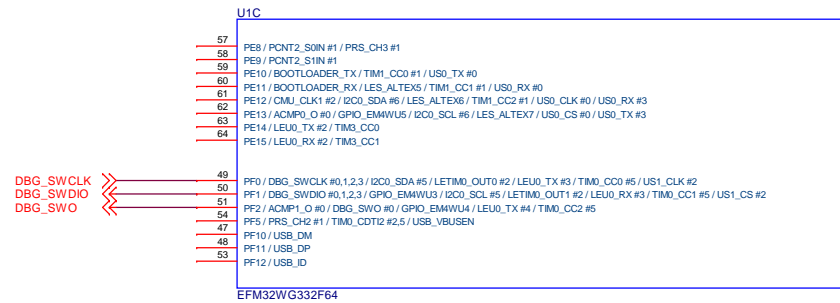 U1C
57 PE8 / PCNT2_S0IN #1 / PRS_CH3 #1
58 PE9 / PCNT2_S1IN #1
59 PE10 / BOOTLOADER_TX / TIM1_CC0 #1 / US0_TX #0
60 PE11 / BOOTLOADER_RX / LES_ALTEX5 / TIM1_CC1 #1 / US0_RX #0
61 PE12 / CMU_CLK1 #2 / I2C0_SDA #6 / LES_ALTEX6 / TIM1_CC2 #1 / US0_CLK #0 / US0_RX #3
62 PE13 / ACMP0_O #0 / GPIO_EM4WU5 / I2C0_SCL #6 / LES_ALTEX7 / US0_CS #0 / US0_TX #3
63 PE14 / LEU0_TX #2 / TIM3_CC0
64 PE15 / LEU0_RX #2 / TIM3_CC1
DBG_SWCLK 49 PF0 / DBG_SWCLK #0,1,2,3 / I2C0_SDA #5 / LETIM0_OUT0 #2 / LEU0_TX #3 / TIM0_CC0 #5 / US1_CLK #2
DBG_SWDIO 50 PF1 / DBG_SWDIO #0,1,2,3 / GPIO_EM4WU3 / I2C0_SCL #5 / LETIM0_OUT1 #2 / LEU0_RX #3 / TIM0_CC1 #5 / US1_CS #2
DBG_SWO 51 PF2 / ACMP1_O #0 / DBG_SWO #0 / GPIO_EM4WU4 / LEU0_TX #4 / TIM0_CC2 #5
54 PF5 / PRS_CH2 #1 / TIM0_CDTI2 #2,5 / USB_VBUSEN
47 PF10 / USB_DM
48 PF11 / USB_DP
53 PF12 / USB_ID
EFM32WG332F64